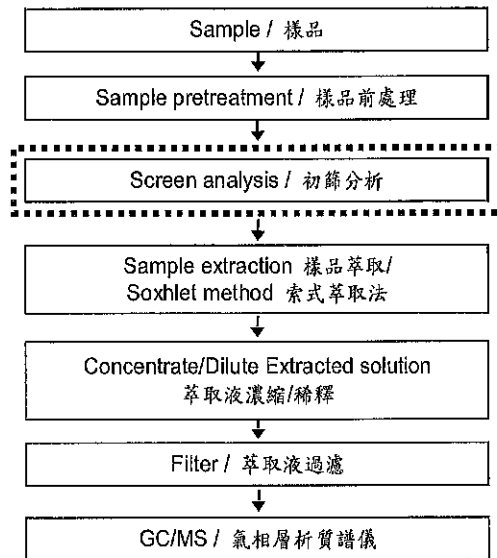 Sample / 樣品
Sample pretreatment / 樣品前處理
Screen analysis / 初篩分析
Sample extraction 樣品萃取/
Soxhlet method 索式萃取法
Concentrate/Dilute Extracted solution
萃取液濃縮/稀釋
Filter / 萃取液過濾
GC/MS / 氣相層析質譜儀